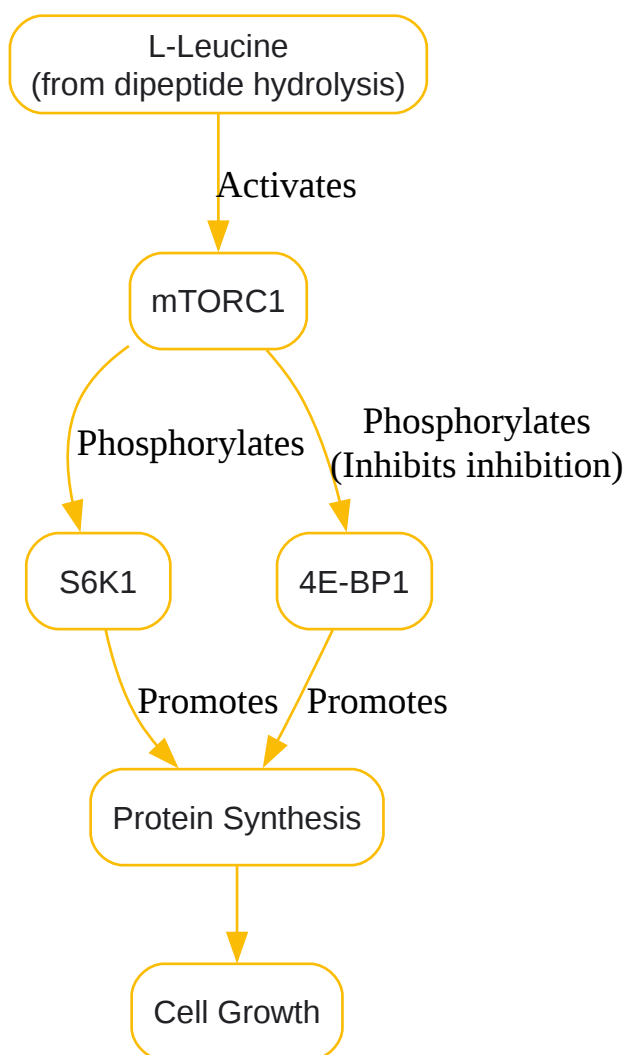 L-Leucine
(from dipeptide hydrolysis)
Activates
mTORC1
Phosphorylates
Phosphorylates
(Inhibits inhibition)
S6K1
4E-BP1
Promotes
Promotes
Protein Synthesis
Cell Growth